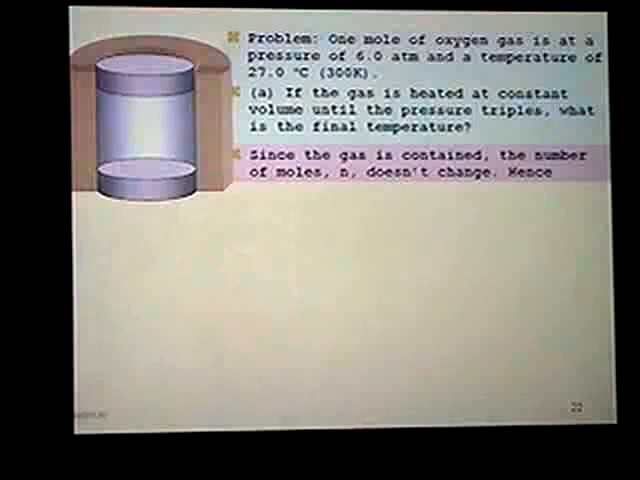 Problem: One mole of oxygen gas is at a
pressure of 6.0 atm and a temperature of
27.0 °C (300K).
(a) If the gas is heated at constant
volume until the pressure triples, what
is the final temperature?
Since the gas is contained, the number
of moles, n, doesn't change. Hence
22